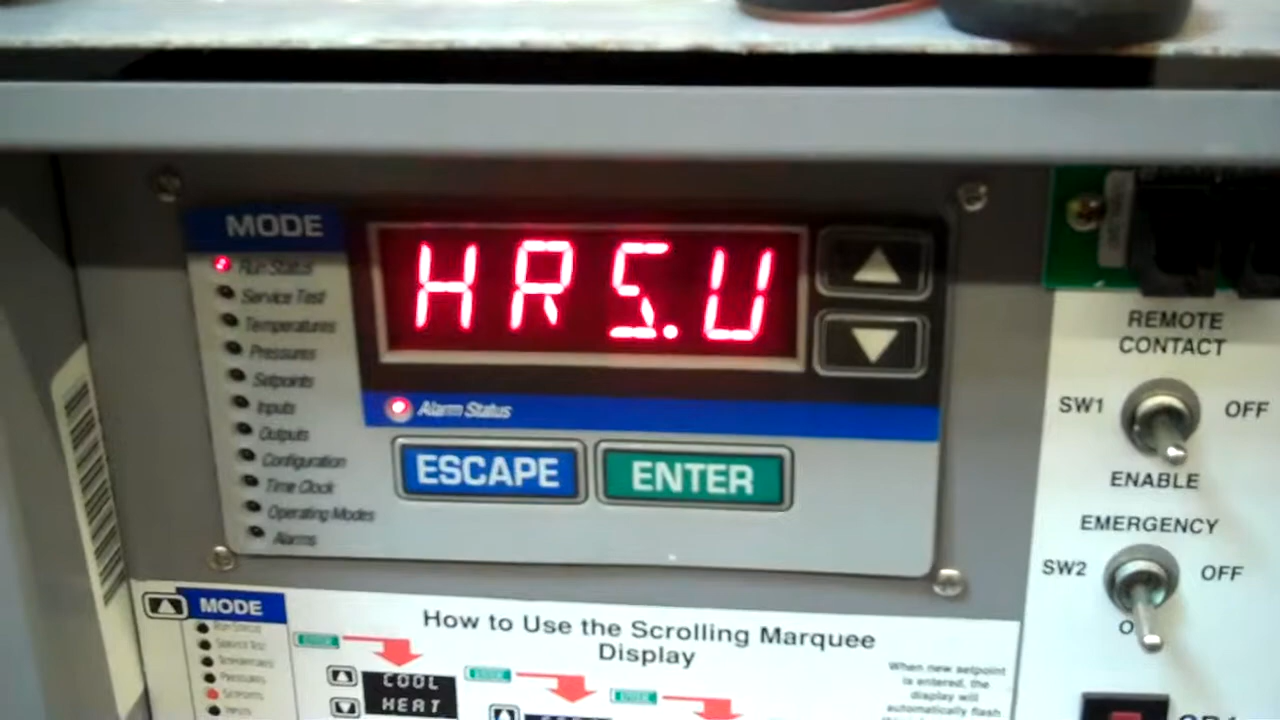 MODE
Run Status
Service Test
Temperatures
Pressures
Setpoints
Inputs
Outputs
Configuration
Time Clock
Operating Modes
Alarms
HRS.U
Alarm Status
ESCAPE
ENTER
REMOTE
CONTACT
SW1
OFF
ENABLE
EMERGENCY
SW2
OFF
MODE
How to Use the Scrolling Marquee
Display
COOL
HEAT
When new setpoint
is entered, the
display will
automatically flash